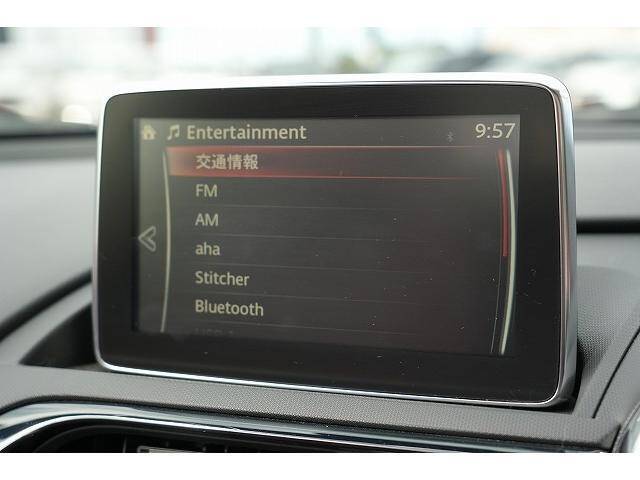 Entertainment 9:57
交通情報
FM
AM
aha
Stitcher
Bluetooth